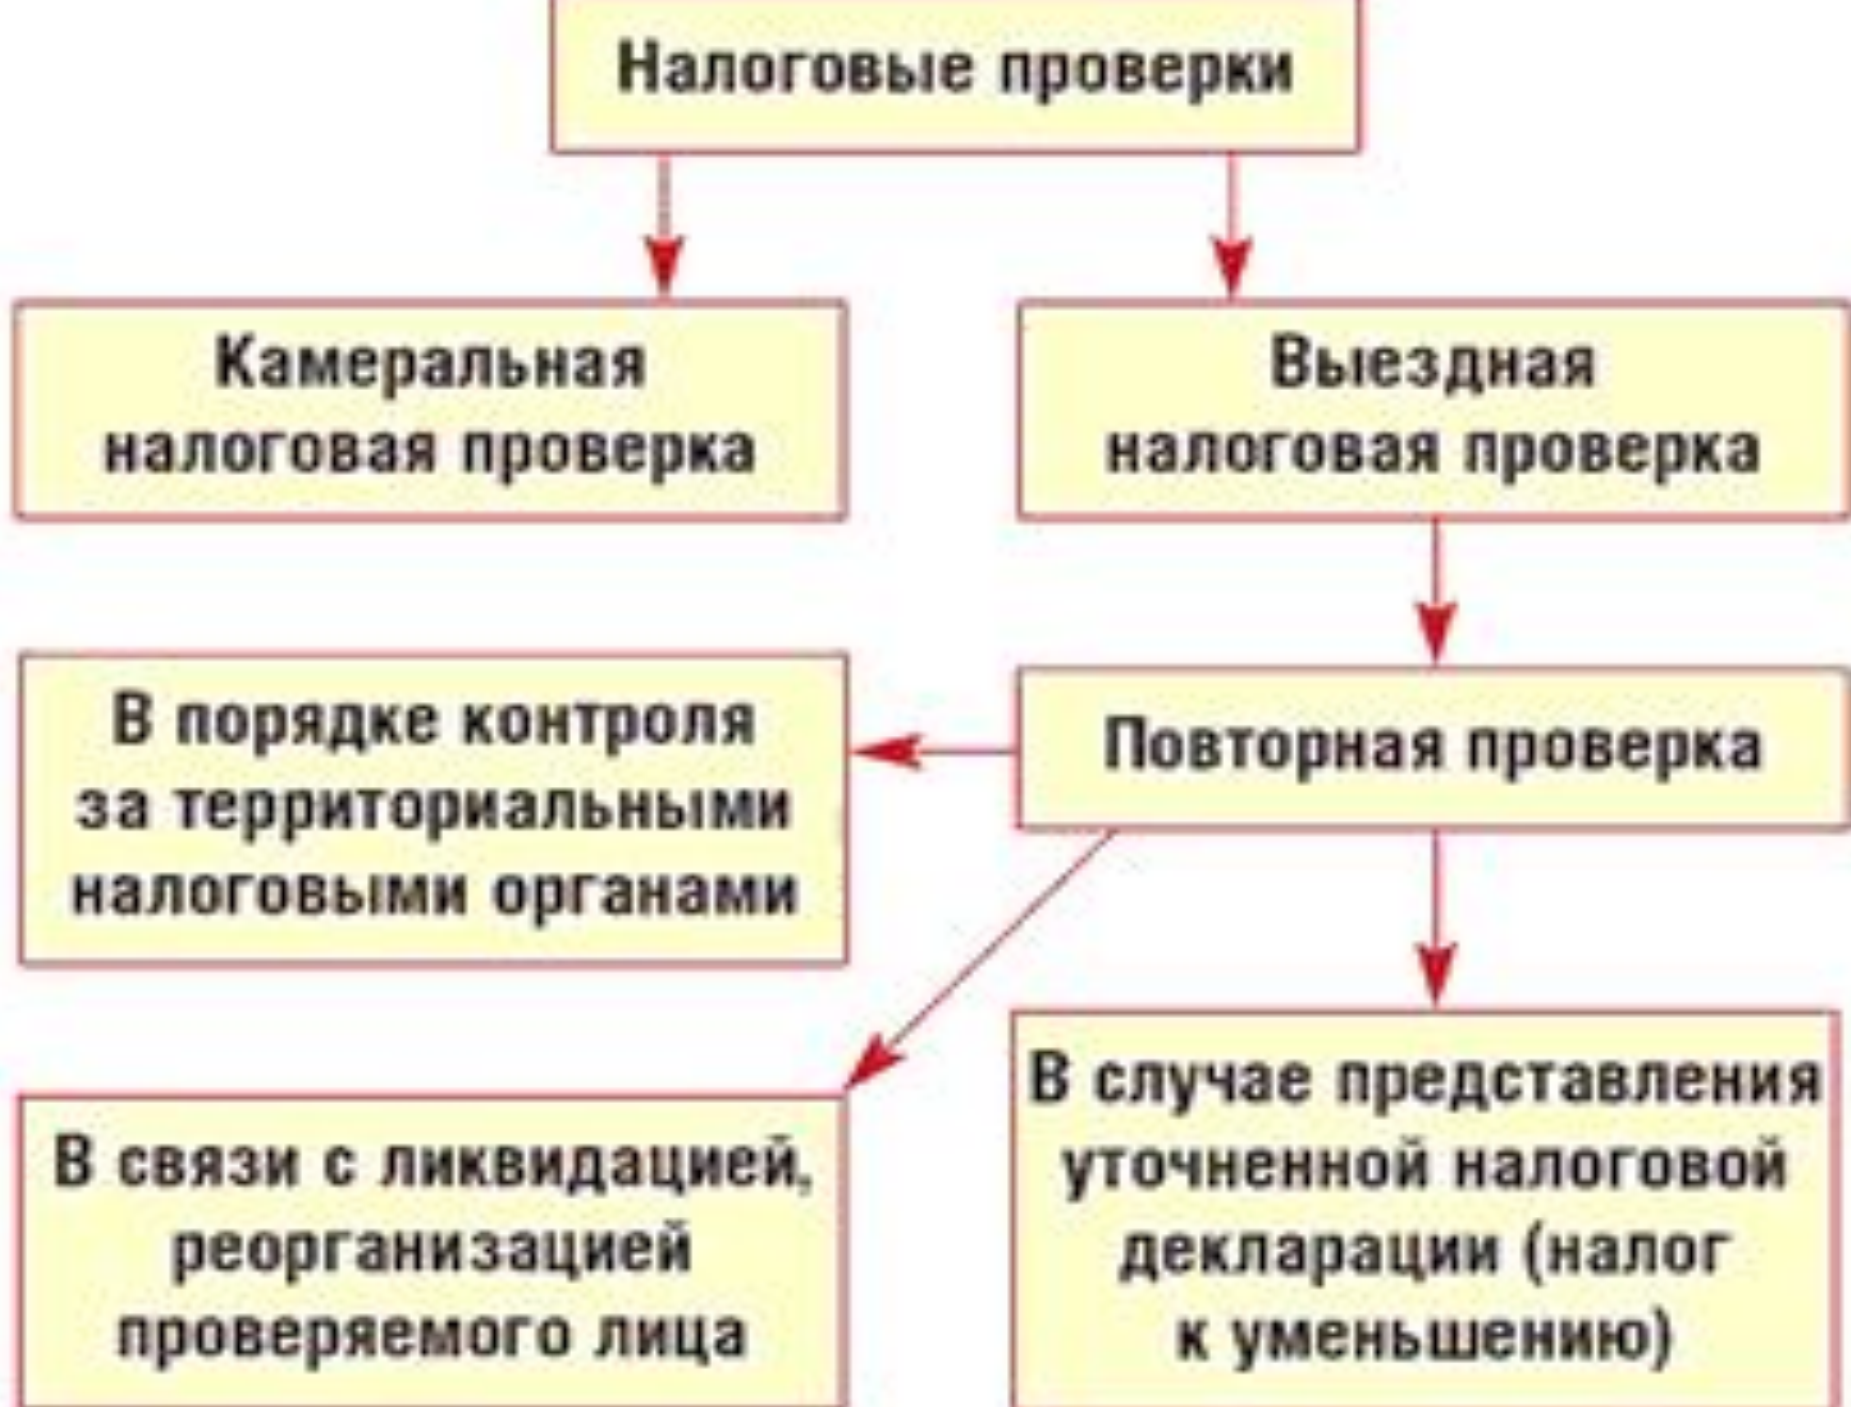 Налоговые проверки
Камеральная
налоговая проверка
Выездная
налоговая проверка
В порядке контроля
за территориальными
налоговыми органами
Повторная проверка
В связи с ликвидацией,
реорганизацией
проверяемого лица
В случае представления
уточненной налоговой
декларации (налог
к уменьшению)